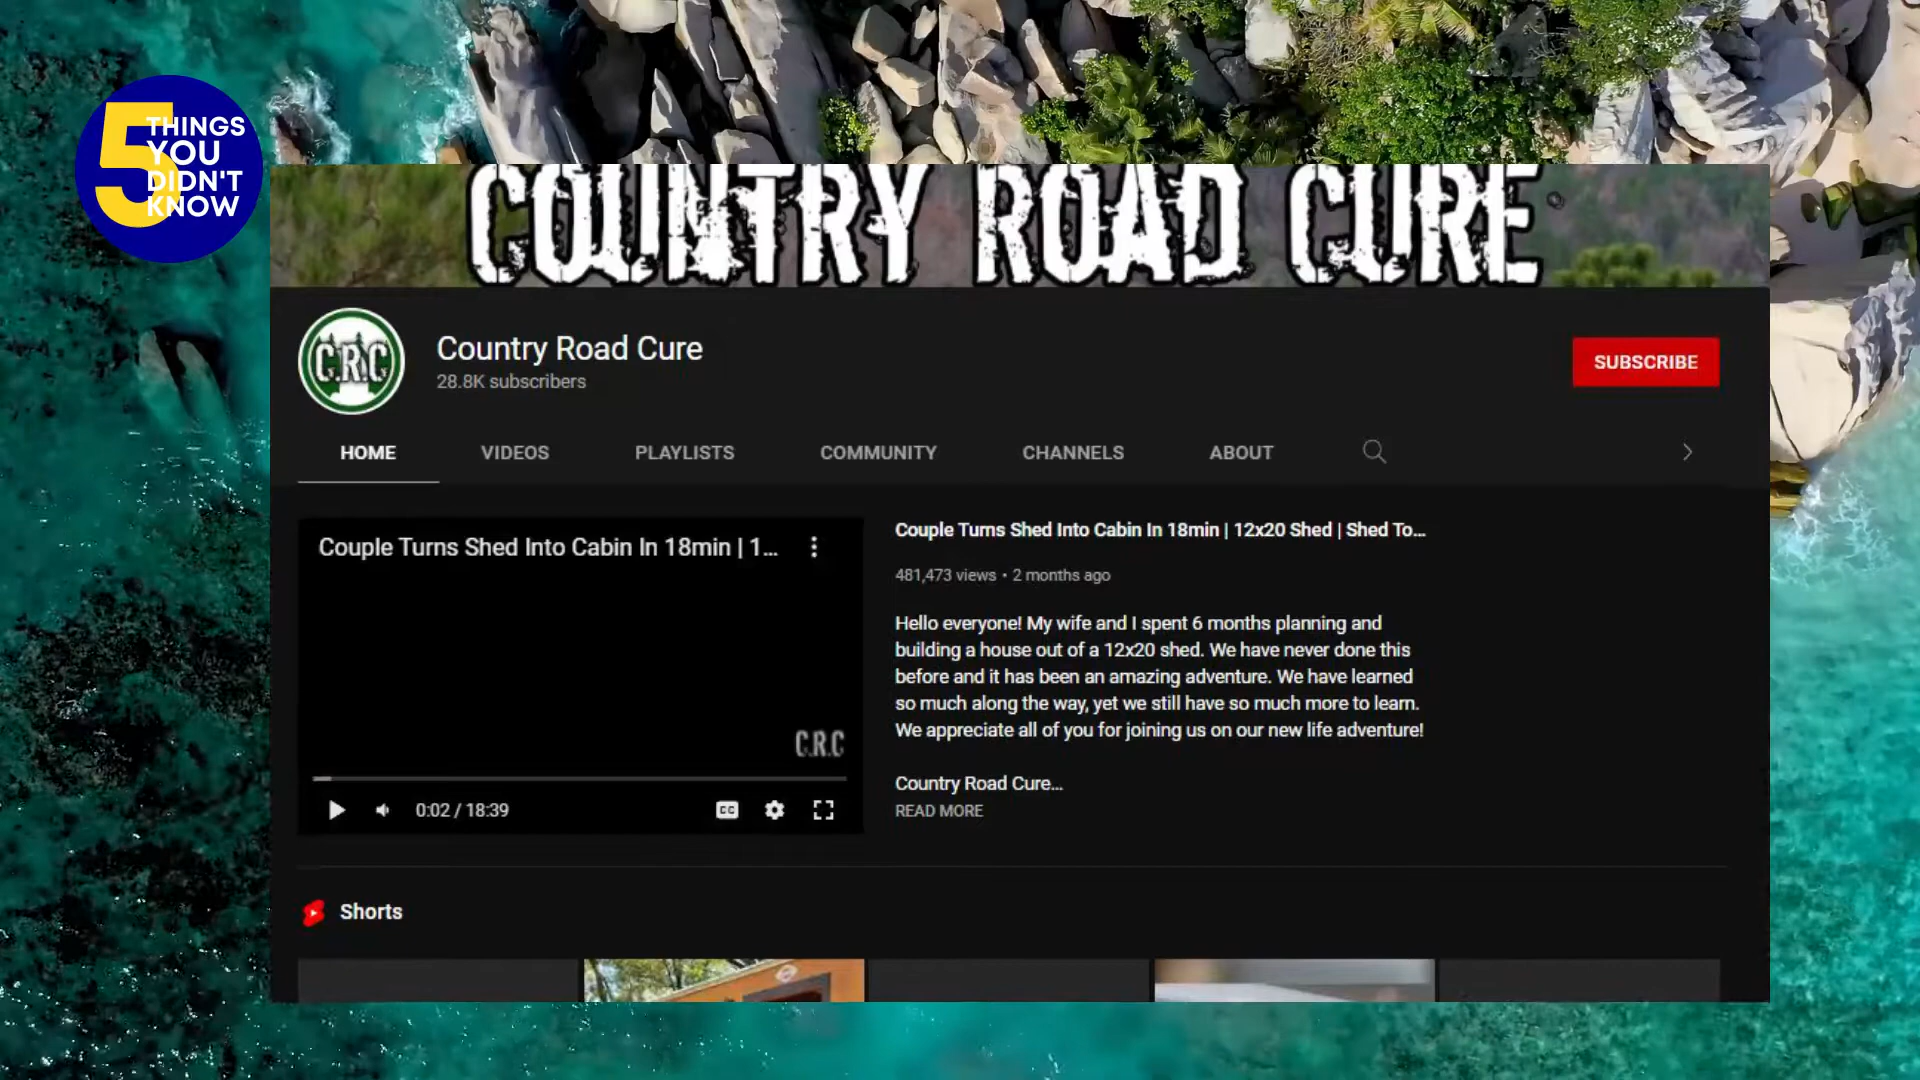 5 THINGS
YOU
DIDN'T
KNOW
COUNTRY ROAD CURE
C.R.C
Country Road Cure
28.8K subscribers
SUBSCRIBE
HOME VIDEOS PLAYLISTS COMMUNITY CHANNELS ABOUT
Couple Turns Shed Into Cabin In 18min | 1...
C.R.C
0:02 / 18:39
CC
Couple Turns Shed Into Cabin In 18min | 12x20 Shed | Shed To...
481,473 views • 2 months ago
Hello everyone! My wife and I spent 6 months planning and
building a house out of a 12x20 shed. We have never done this
before and it has been an amazing adventure. We have learned
so much along the way, yet we still have so much more to learn.
We appreciate all of you for joining us on our new life adventure!
Country Road Cure...
READ MORE
Shorts